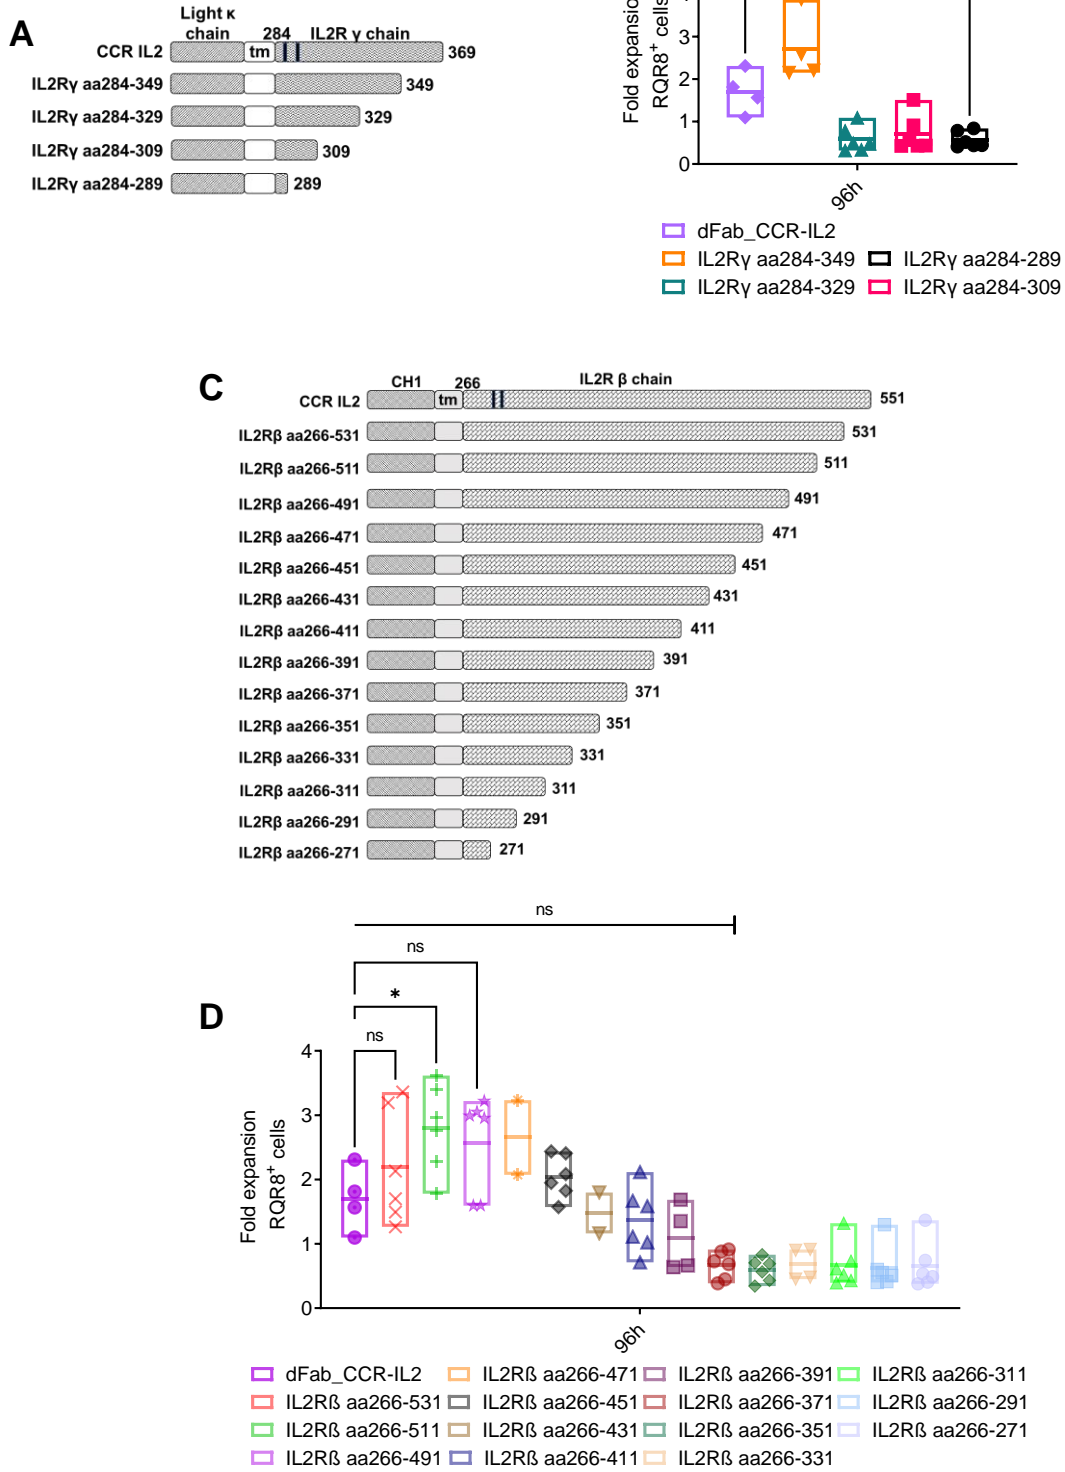 A
Light κ
chain
284
IL2R γ chain
CCR IL2
tm
369
IL2Rγ aa284-349
349
IL2Rγ aa284-329
329
IL2Rγ aa284-309
309
IL2Rγ aa284-289
289
Fold expansion
RQR8+ cells
3
2
1
0
96h
dFab_CCR-IL2
IL2Rγ aa284-349
IL2Rγ aa284-289
IL2Rγ aa284-329
IL2Rγ aa284-309
C
CH1
266
IL2R β chain
CCR IL2
tm
551
IL2Rβ aa266-531
531
IL2Rβ aa266-511
511
IL2Rβ aa266-491
491
IL2Rβ aa266-471
471
IL2Rβ aa266-451
451
IL2Rβ aa266-431
431
IL2Rβ aa266-411
411
IL2Rβ aa266-391
391
IL2Rβ aa266-371
371
IL2Rβ aa266-351
351
IL2Rβ aa266-331
331
IL2Rβ aa266-311
311
IL2Rβ aa266-291
291
IL2Rβ aa266-271
271
D
ns
ns
*
ns
Fold expansion
RQR8+ cells
4
3
2
1
0
96h
dFab_CCR-IL2
IL2Rß aa266-471
IL2Rß aa266-391
IL2Rß aa266-311
IL2Rß aa266-531
IL2Rß aa266-451
IL2Rß aa266-371
IL2Rß aa266-291
IL2Rß aa266-511
IL2Rß aa266-431
IL2Rß aa266-351
IL2Rß aa266-271
IL2Rß aa266-491
IL2Rß aa266-411
IL2Rß aa266-331